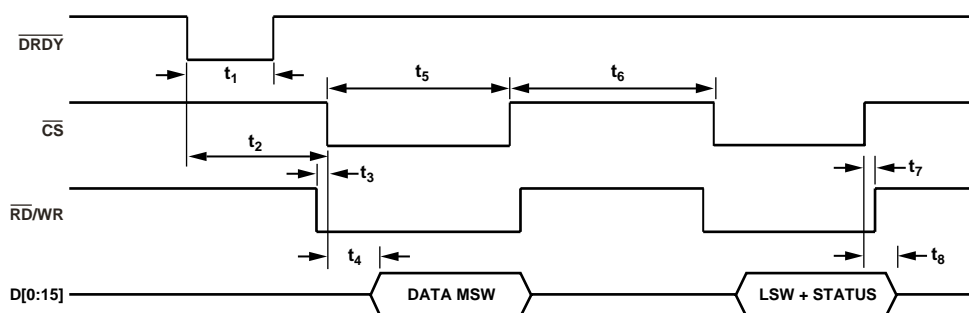 DRDY
t1
t5
t6
CS
t2
t3
t7
RD/WR
t4
t8
D[0:15]
DATA MSW
LSW + STATUS